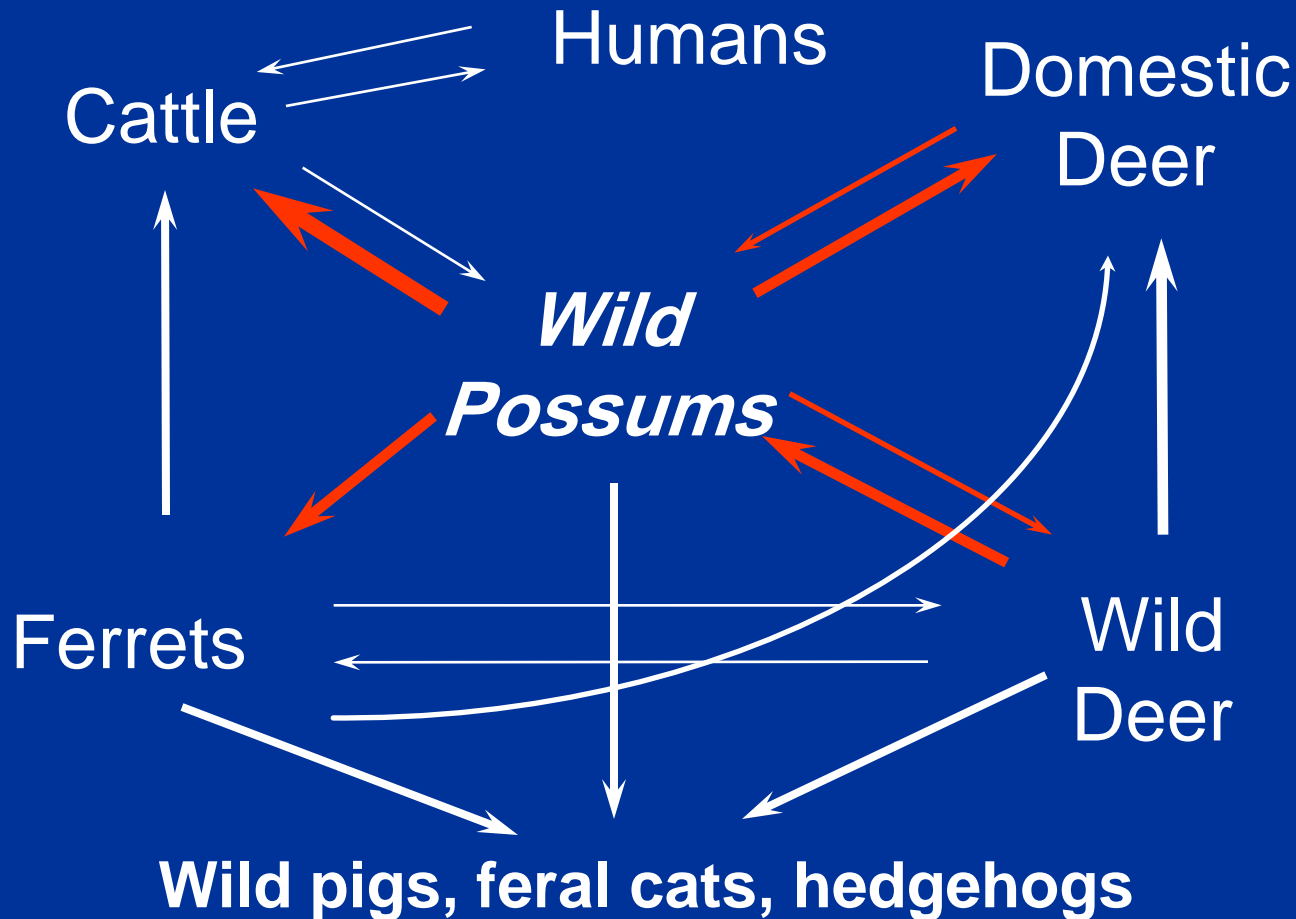 Humans
Domestic
Deer
Cattle
Wild
Possums
Ferrets
Wild
Deer
Wild pigs, feral cats, hedgehogs